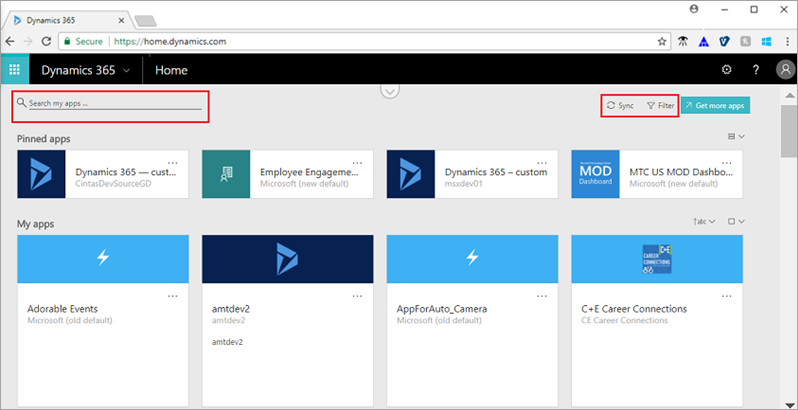 Dynamics 365
Secure
https://home.dynamics.com
Dynamics 365
Home
?
Search my apps ...
Sync
Filter
Get more apps
Pinned apps
Dynamics 365 — cust...
CintasDevSourceGD
Employee Engageme...
Microsoft (new default)
Dynamics 365 – custom
msxdev01
MOD
Dashboard
MTC US MOD Dashbo...
Microsoft (new default)
My apps
↑abc
C+E
CAREER
CONNECTIONS
Adorable Events
Microsoft (old default)
amtdev2
amtdev2
amtdev2
AppForAuto_Camera
Microsoft (old default)
C+E Career Connections
CE Career Connections